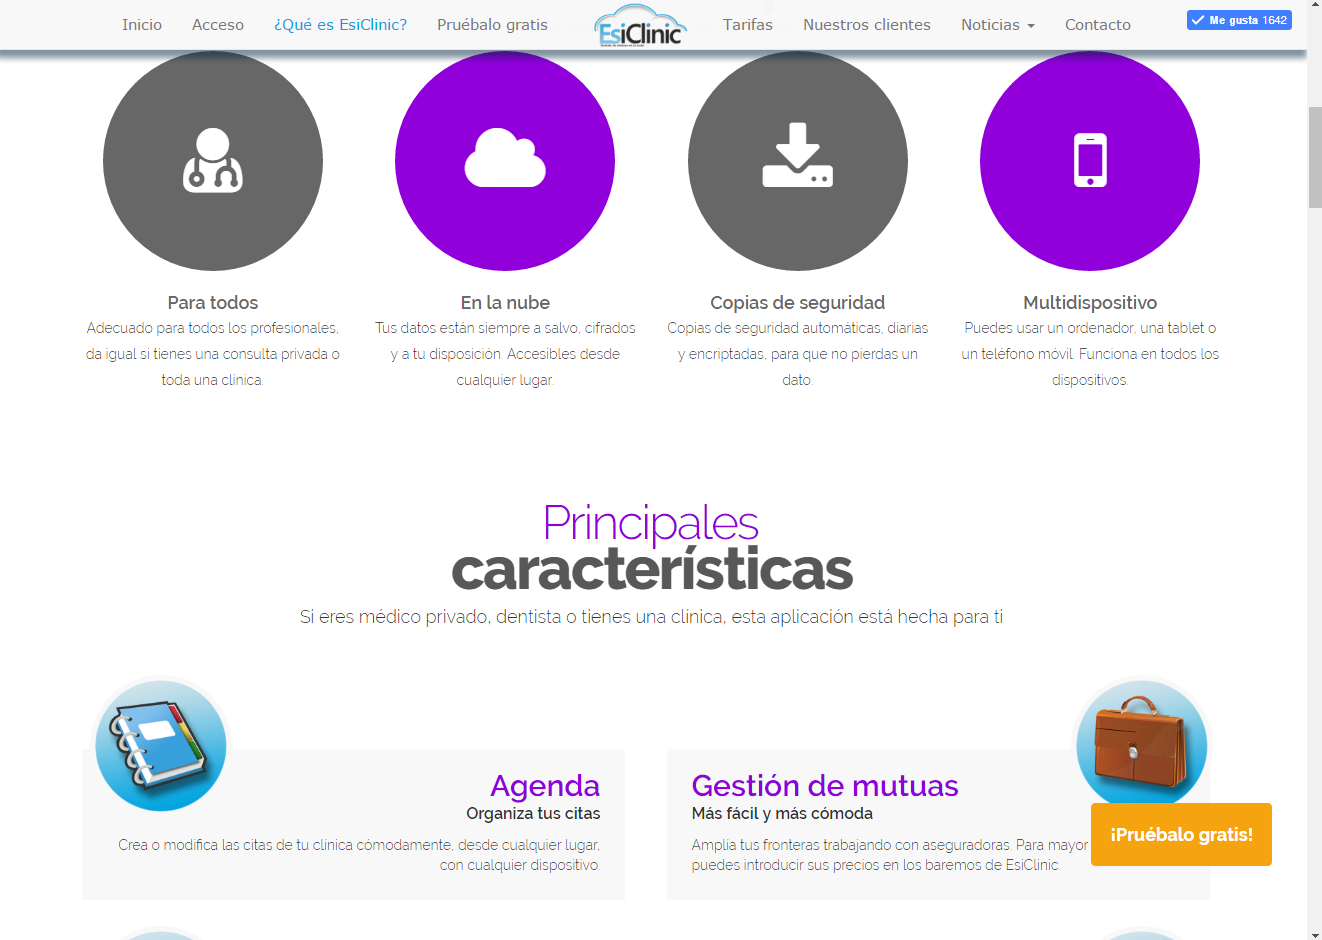 Inicio Acceso ¿Qué es EsiClinic? Pruébalo gratis EsiClinic Tarifas Nuestros clientes Noticias Contacto Me gusta 1642
Para todos
Adecuado para todos los profesionales,
da igual si tienes una consulta privada o
toda una clínica.
En la nube
Tus datos están siempre a salvo, cifrados
y a tu disposición. Accesibles desde
cualquier lugar.
Copias de seguridad
Copias de seguridad automáticas, diarias
y encriptadas, para que no pierdas un
dato.
Multidispositivo
Puedes usar un ordenador, una tablet o
un teléfono móvil. Funciona en todos los
dispositivos.
Principales
características
Si eres médico privado, dentista o tienes una clínica, esta aplicación está hecha para ti
Agenda
Organiza tus citas
Crea o modifica las citas de tu clínica cómodamente, desde cualquier lugar,
con cualquier dispositivo.
Gestión de mutuas
Más fácil y más cómoda
Amplía tus fronteras trabajando con aseguradoras. Para mayor
puedes introducir sus precios en los baremos de EsiClinic.
¡Pruébalo gratis!